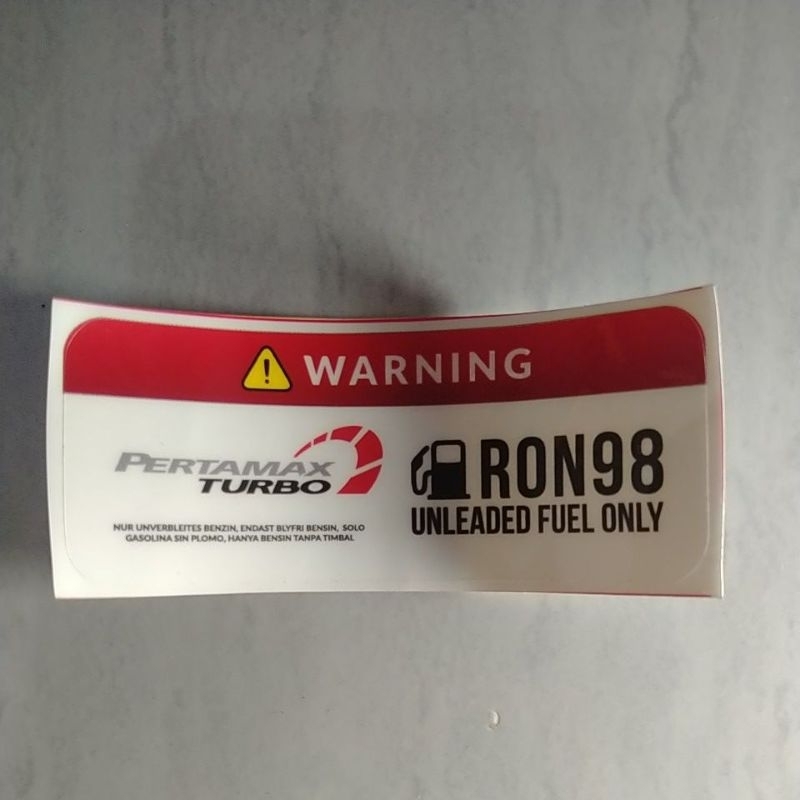 WARNING
PERTAMAX
TURBO
NUR UNVERBLEITES BENZIN, ENDAST BLYFRI BENSIN, SOLO
GASOLINA SIN PLOMO, HANYA BENSIN TANPA TIMBAL
RON98
UNLEADED FUEL ONLY